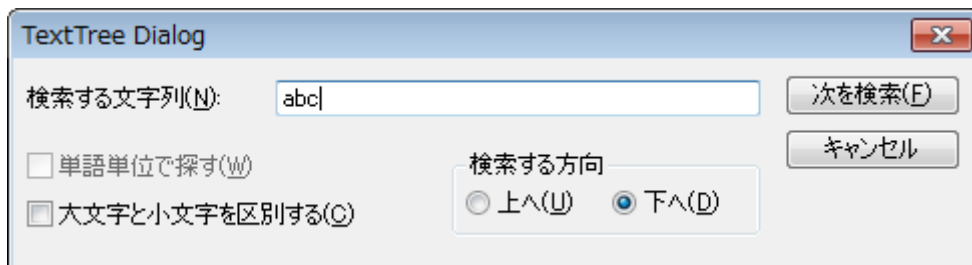 TextTree Dialog
検索する文字列(N): abc 次を検索(F)
キャンセル
単語単位で探す(W) 検索する方向
大文字と小文字を区別する(C) 上へ(U) 下へ(D)